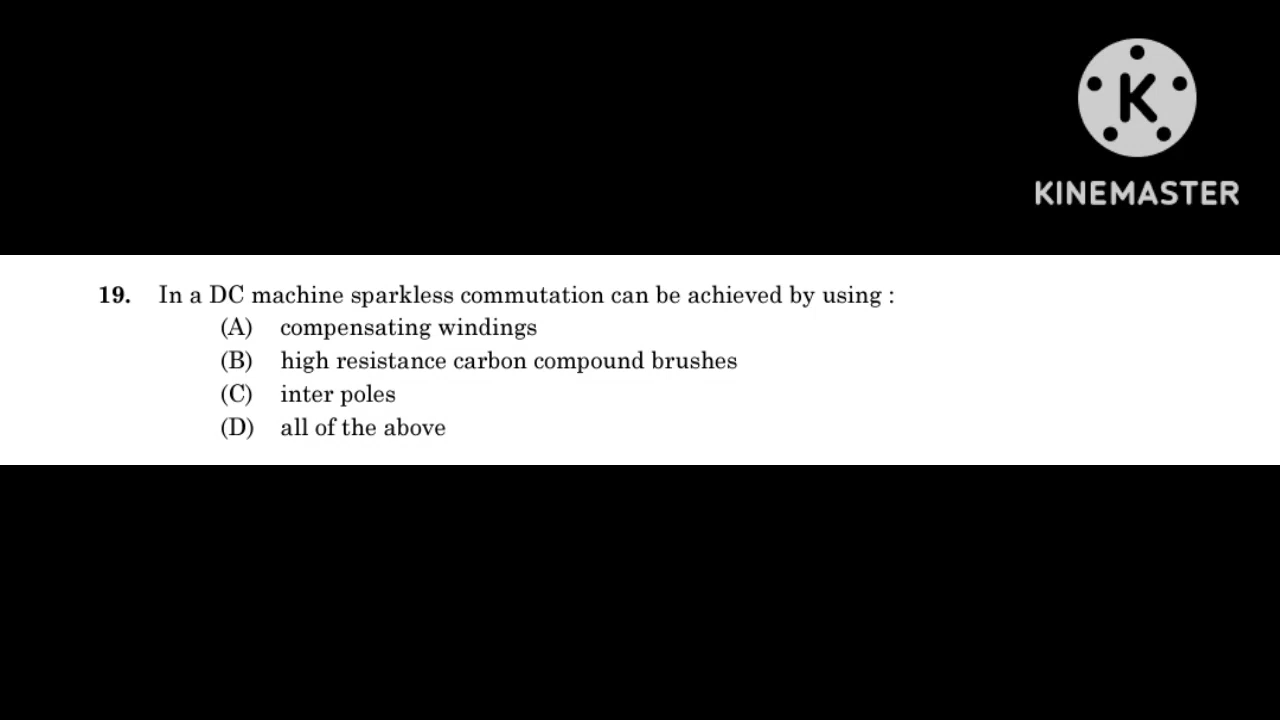 K
KINEMASTER
19. In a DC machine sparkless commutation can be achieved by using :
(A) compensating windings
(B) high resistance carbon compound brushes
(C) inter poles
(D) all of the above